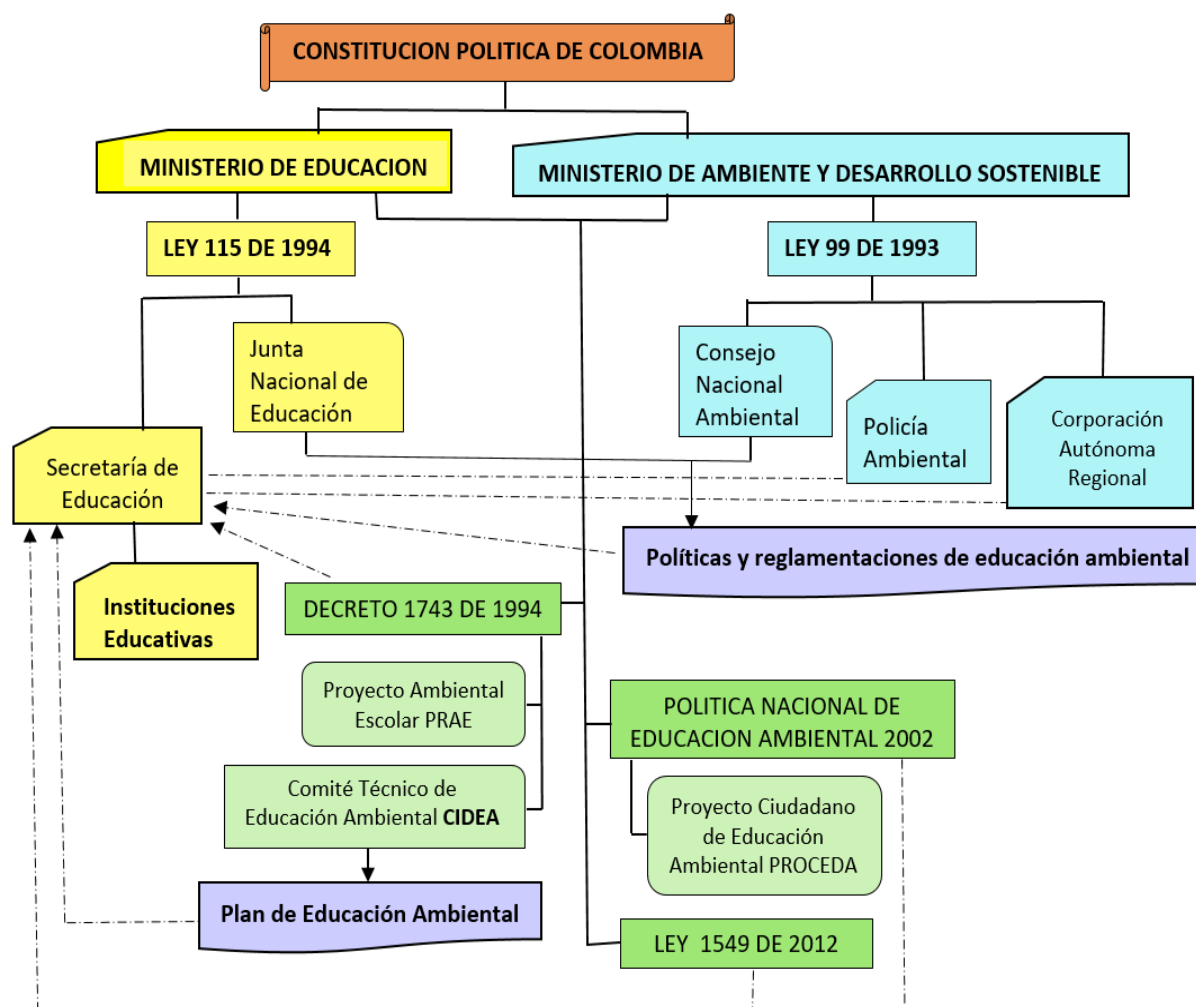 CONSTITUCION POLITICA DE COLOMBIA
MINISTERIO DE EDUCACION
MINISTERIO DE AMBIENTE Y DESARROLLO SOSTENIBLE
LEY 115 DE 1994
LEY 99 DE 1993
Junta
Nacional de
Educación
Consejo
Nacional
Ambiental
Policía
Ambiental
Corporación
Autónoma
Regional
Secretaría de
Educación
Políticas y reglamentaciones de educación ambiental
Instituciones
Educativas
DECRETO 1743 DE 1994
Proyecto Ambiental
Escolar PRAE
POLITICA NACIONAL DE
EDUCACION AMBIENTAL 2002
Comité Técnico de
Educación Ambiental CIDEA
Proyecto Ciudadano
de Educación
Ambiental PROCEDA
Plan de Educación Ambiental
LEY 1549 DE 2012